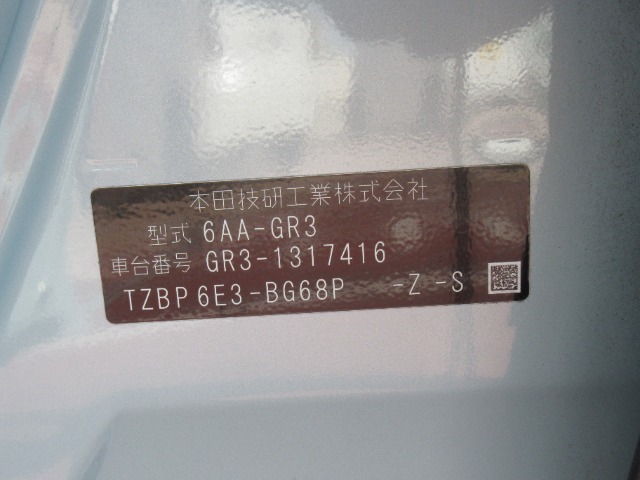 本田技研工業株式会社
型式 6AA-GR3
車台番号 GR3-1317416
TZBP 6E3-BG68P -Z -S